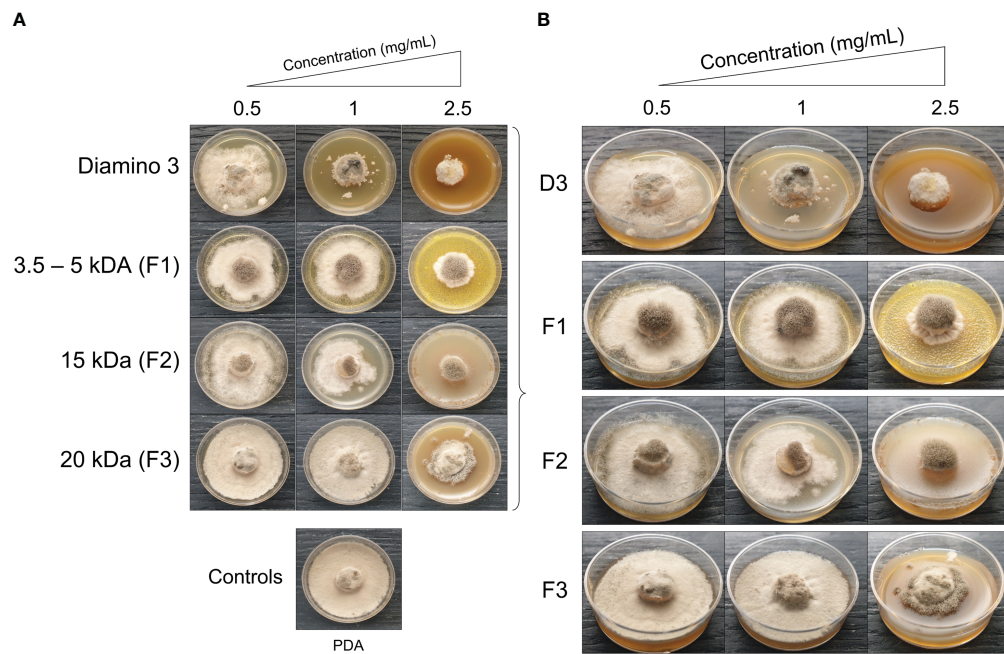 A
Concentration (mg/mL)
0.5 1 2.5
Diamino 3
3.5 – 5 kDA (F1)
15 kDa (F2)
20 kDa (F3)
Controls
PDA
B
Concentration (mg/mL)
0.5 1 2.5
D3
F1
F2
F3